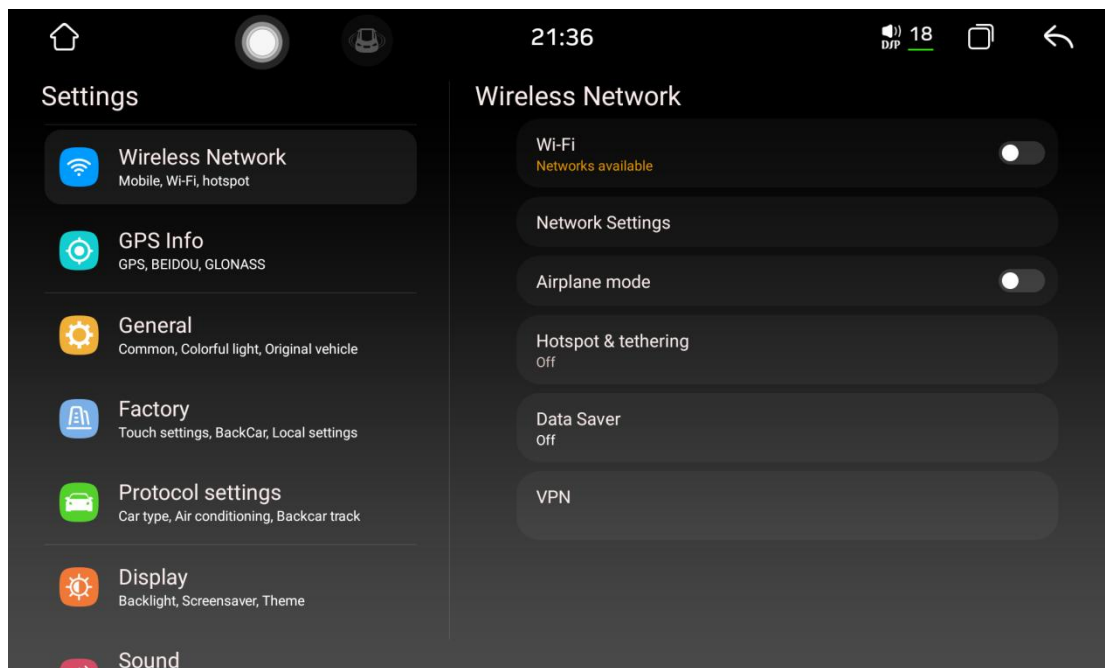 21:36
DSP 18
Settings
Wireless Network
Mobile, Wi-Fi, hotspot
GPS Info
GPS, BEIDOU, GLONASS
General
Common, Colorful light, Original vehicle
Factory
Touch settings, BackCar, Local settings
Protocol settings
Car type, Air conditioning, Backcar track
Display
Backlight, Screensaver, Theme
Sound
Wireless Network
Wi-Fi
Networks available
Network Settings
Airplane mode
Hotspot & tethering
Off
Data Saver
Off
VPN